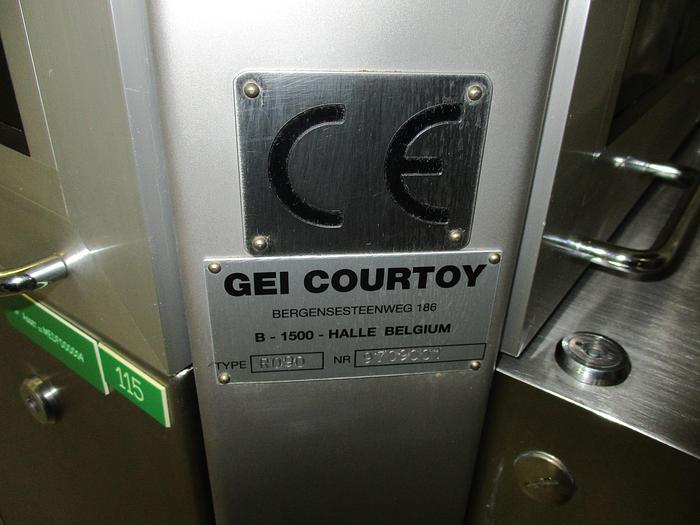 CE
GEI COURTOY
BERGENSESTEENWEG 186
B - 1500 - HALLE BELGIUM
TYPE R090 NR
115